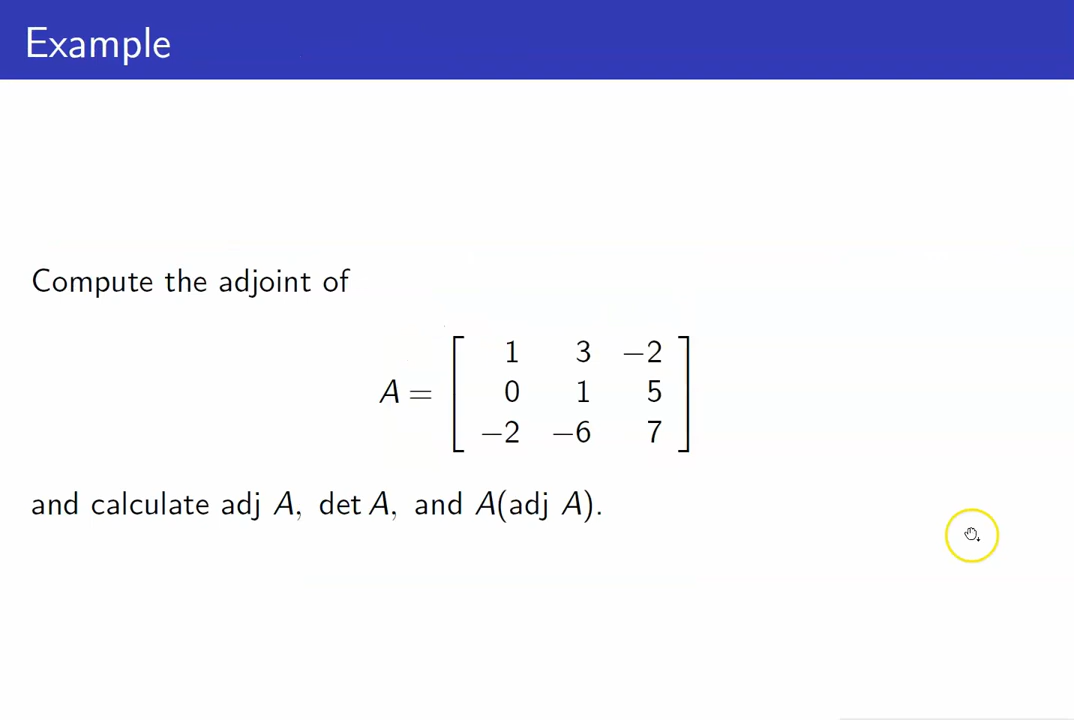 Example
Compute the adjoint of
A = [ 1 3 −2
0 1 5
−2 −6 7 ]
and calculate adj A, det A, and A(adj A).